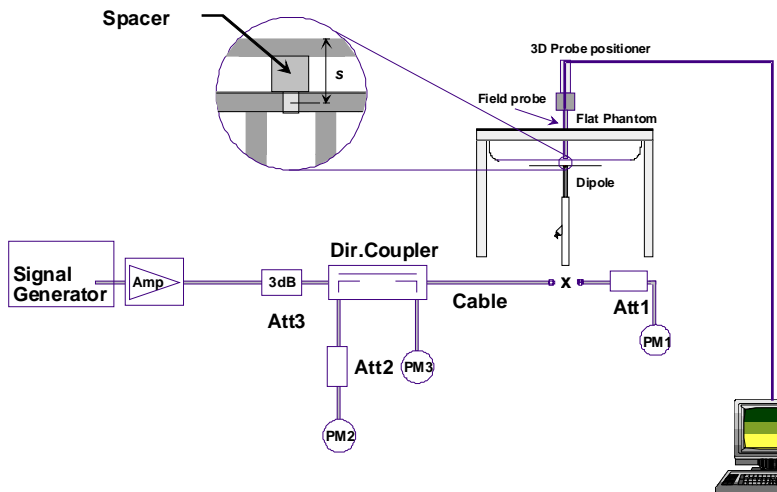 Spacer
s
3D Probe positioner
Field probe
Flat Phantom
Dipole
Dir.Coupler
Signal
Generator
Amp
3dB
Cable
x
Att1
Att3
Att2
PM3
PM1
PM2